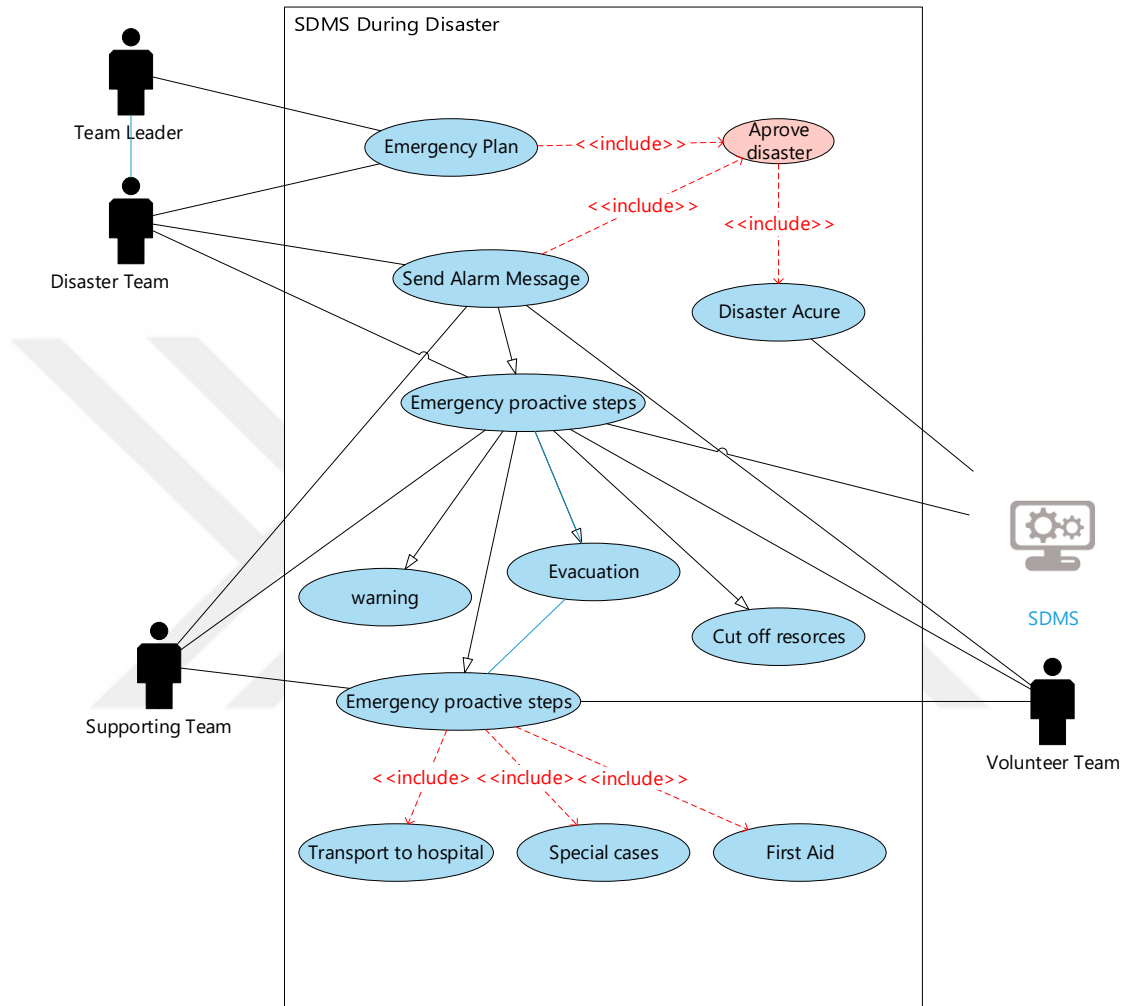 SDMS During Disaster
Team Leader
Emergency Plan
<<include>>
Aprove
disaster
<<include>>
<<include>>
Disaster Team
Send Alarm Message
Disaster Acure
Emergency proactive steps
Evacuation
warning
SDMS
Cut off resorces
Emergency proactive steps
Supporting Team
Volunteer Team
<<include>
<<include>
<<include>>
Transport to hospital
Special cases
First Aid